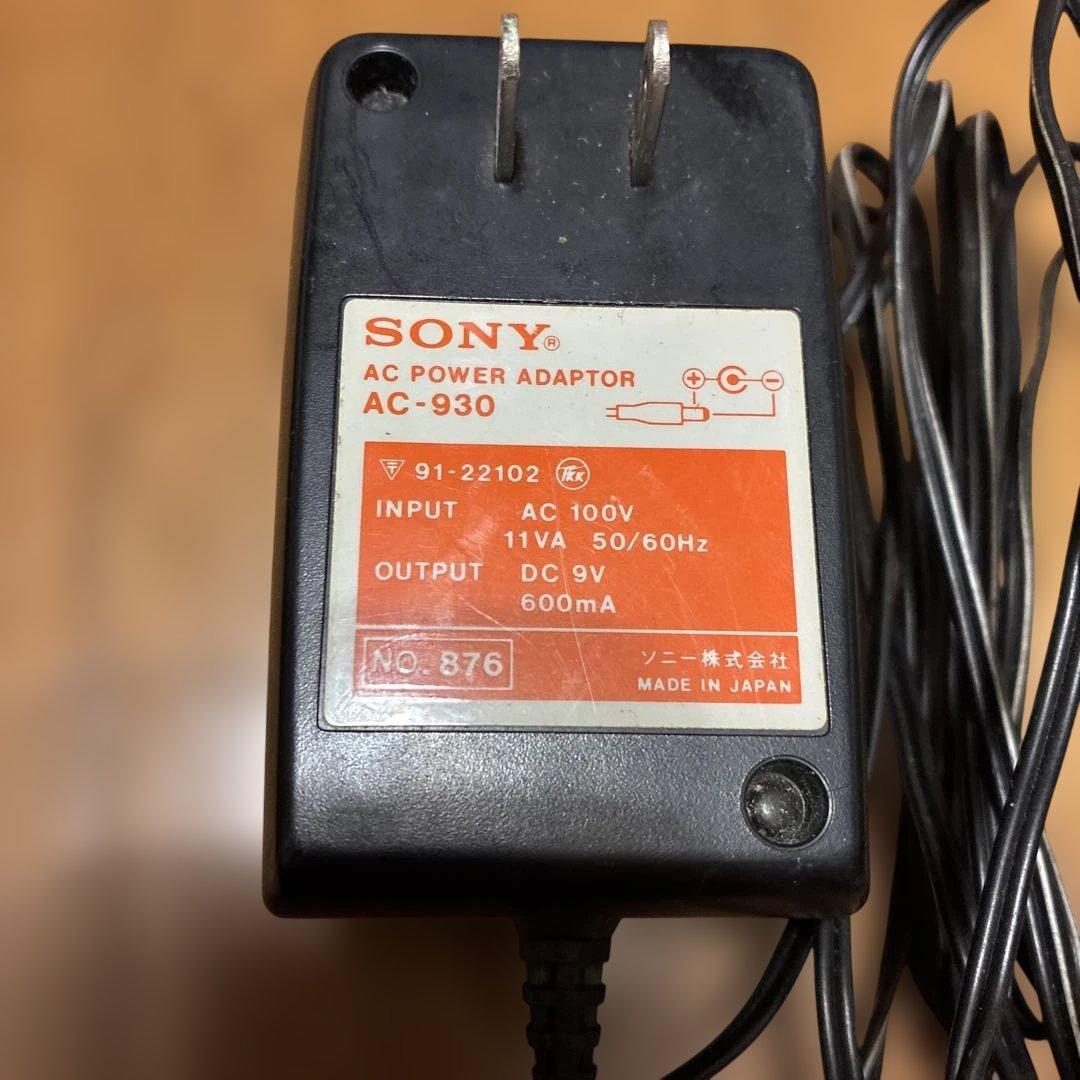 SONY®
AC POWER ADAPTOR
AC-930
+ -
〒 91-22102 TKK
INPUT AC 100V
11VA 50/60Hz
OUTPUT DC 9V
600mA
NO. 876
ソニー株式会社
MADE IN JAPAN